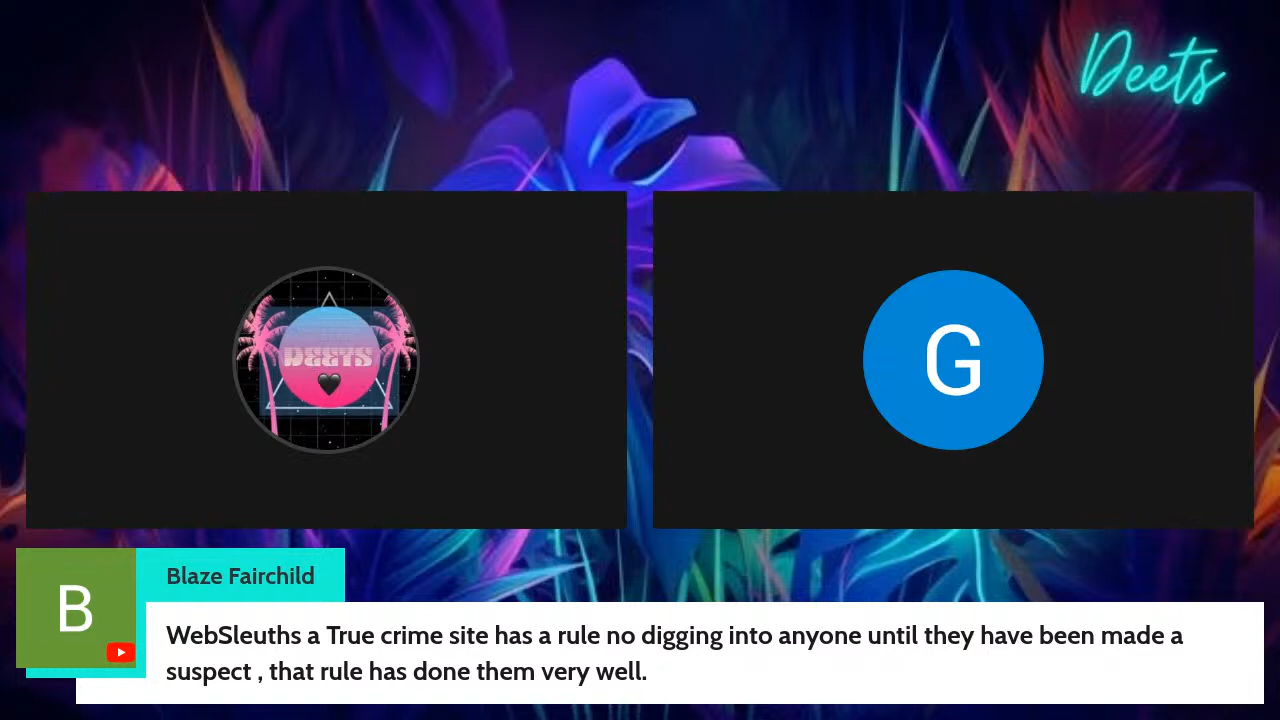 Deets
DEETS
G
B
Blaze Fairchild
WebSleuths a True crime site has a rule no digging into anyone until they have been made a
suspect , that rule has done them very well.